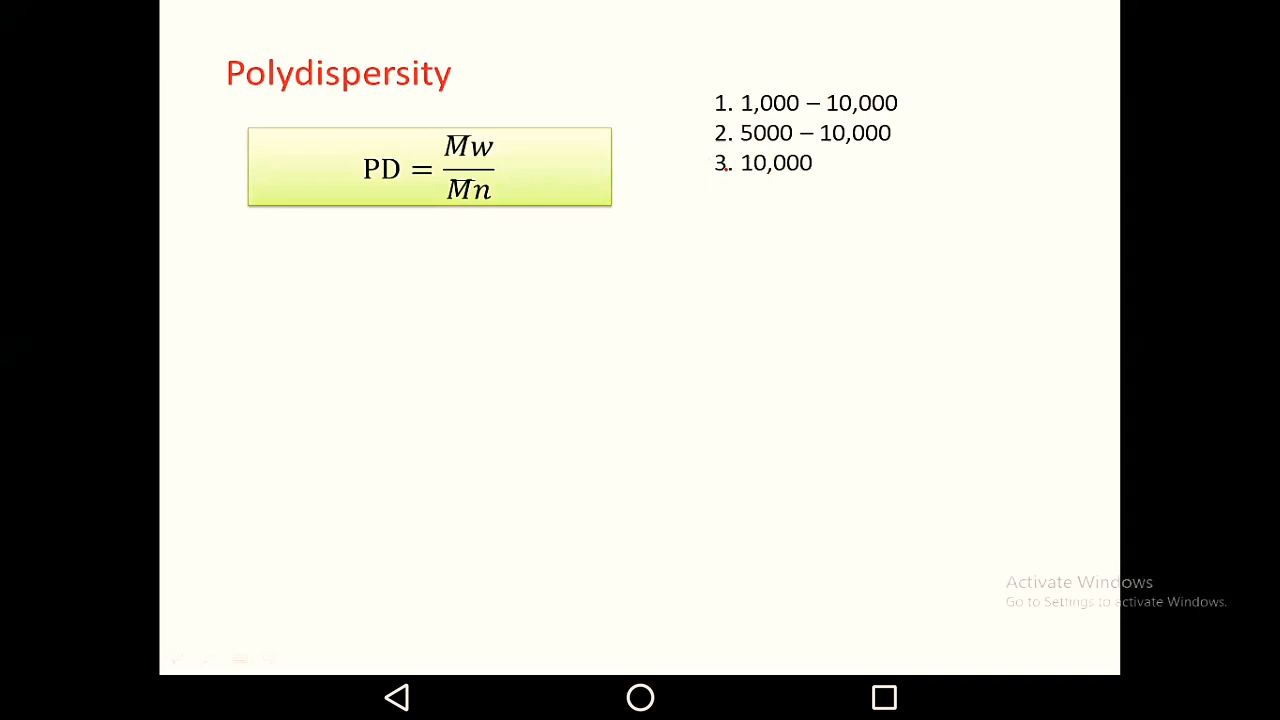 Polydispersity
PD = M̅w / M̅n
1. 1,000 – 10,000
2. 5000 – 10,000
3. 10,000
Activate Windows
Go to Settings to activate Windows.